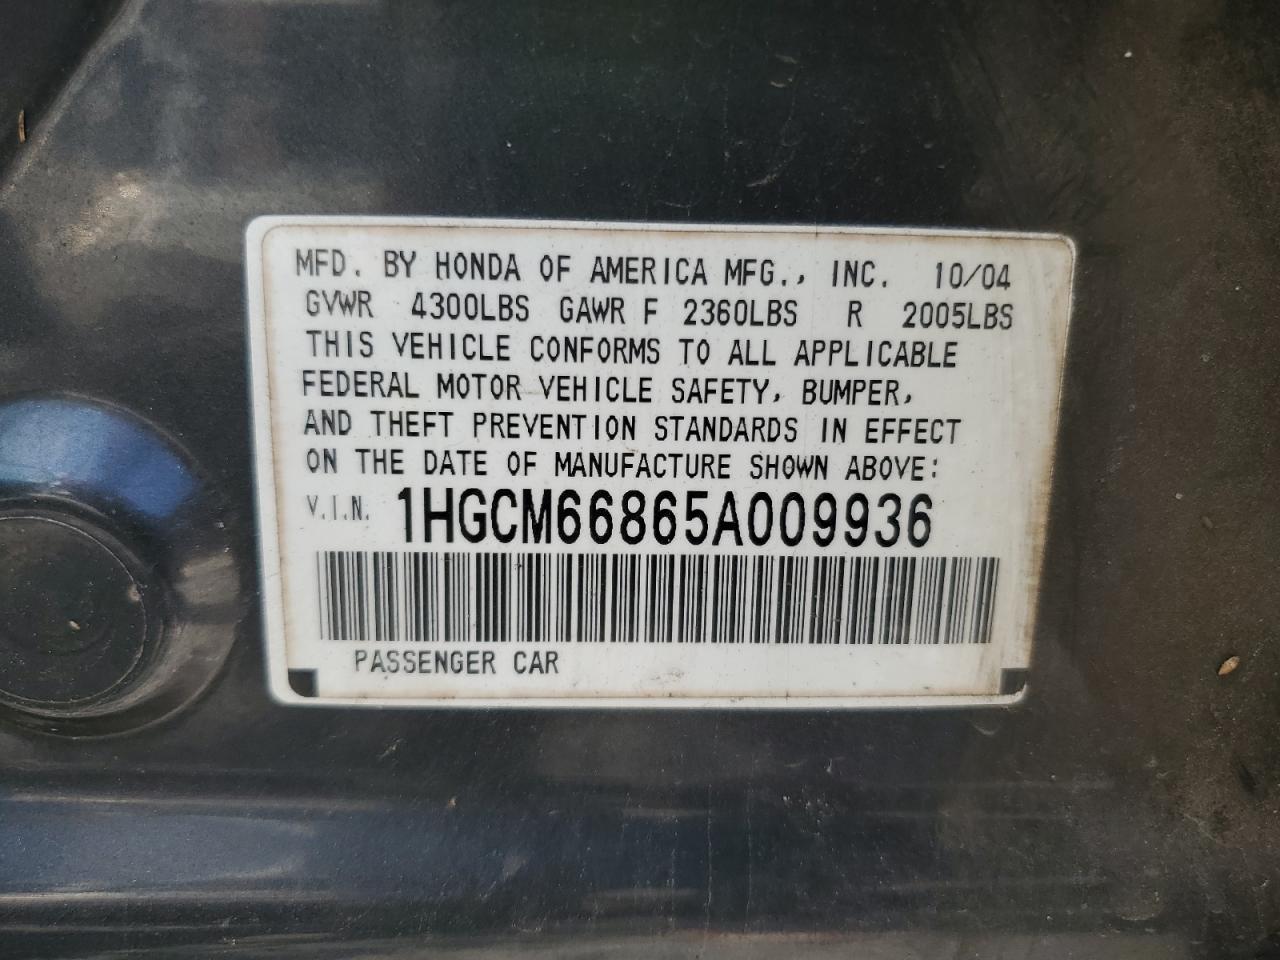 MFD. BY HONDA OF AMERICA MFG., INC. 10/04
GVWR 4300LBS GAWR F 2360LBS R 2005LBS
THIS VEHICLE CONFORMS TO ALL APPLICABLE
FEDERAL MOTOR VEHICLE SAFETY, BUMPER,
AND THEFT PREVENTION STANDARDS IN EFFECT
ON THE DATE OF MANUFACTURE SHOWN ABOVE:
V.I.N. 1HGCM66865A009936
PASSENGER CAR